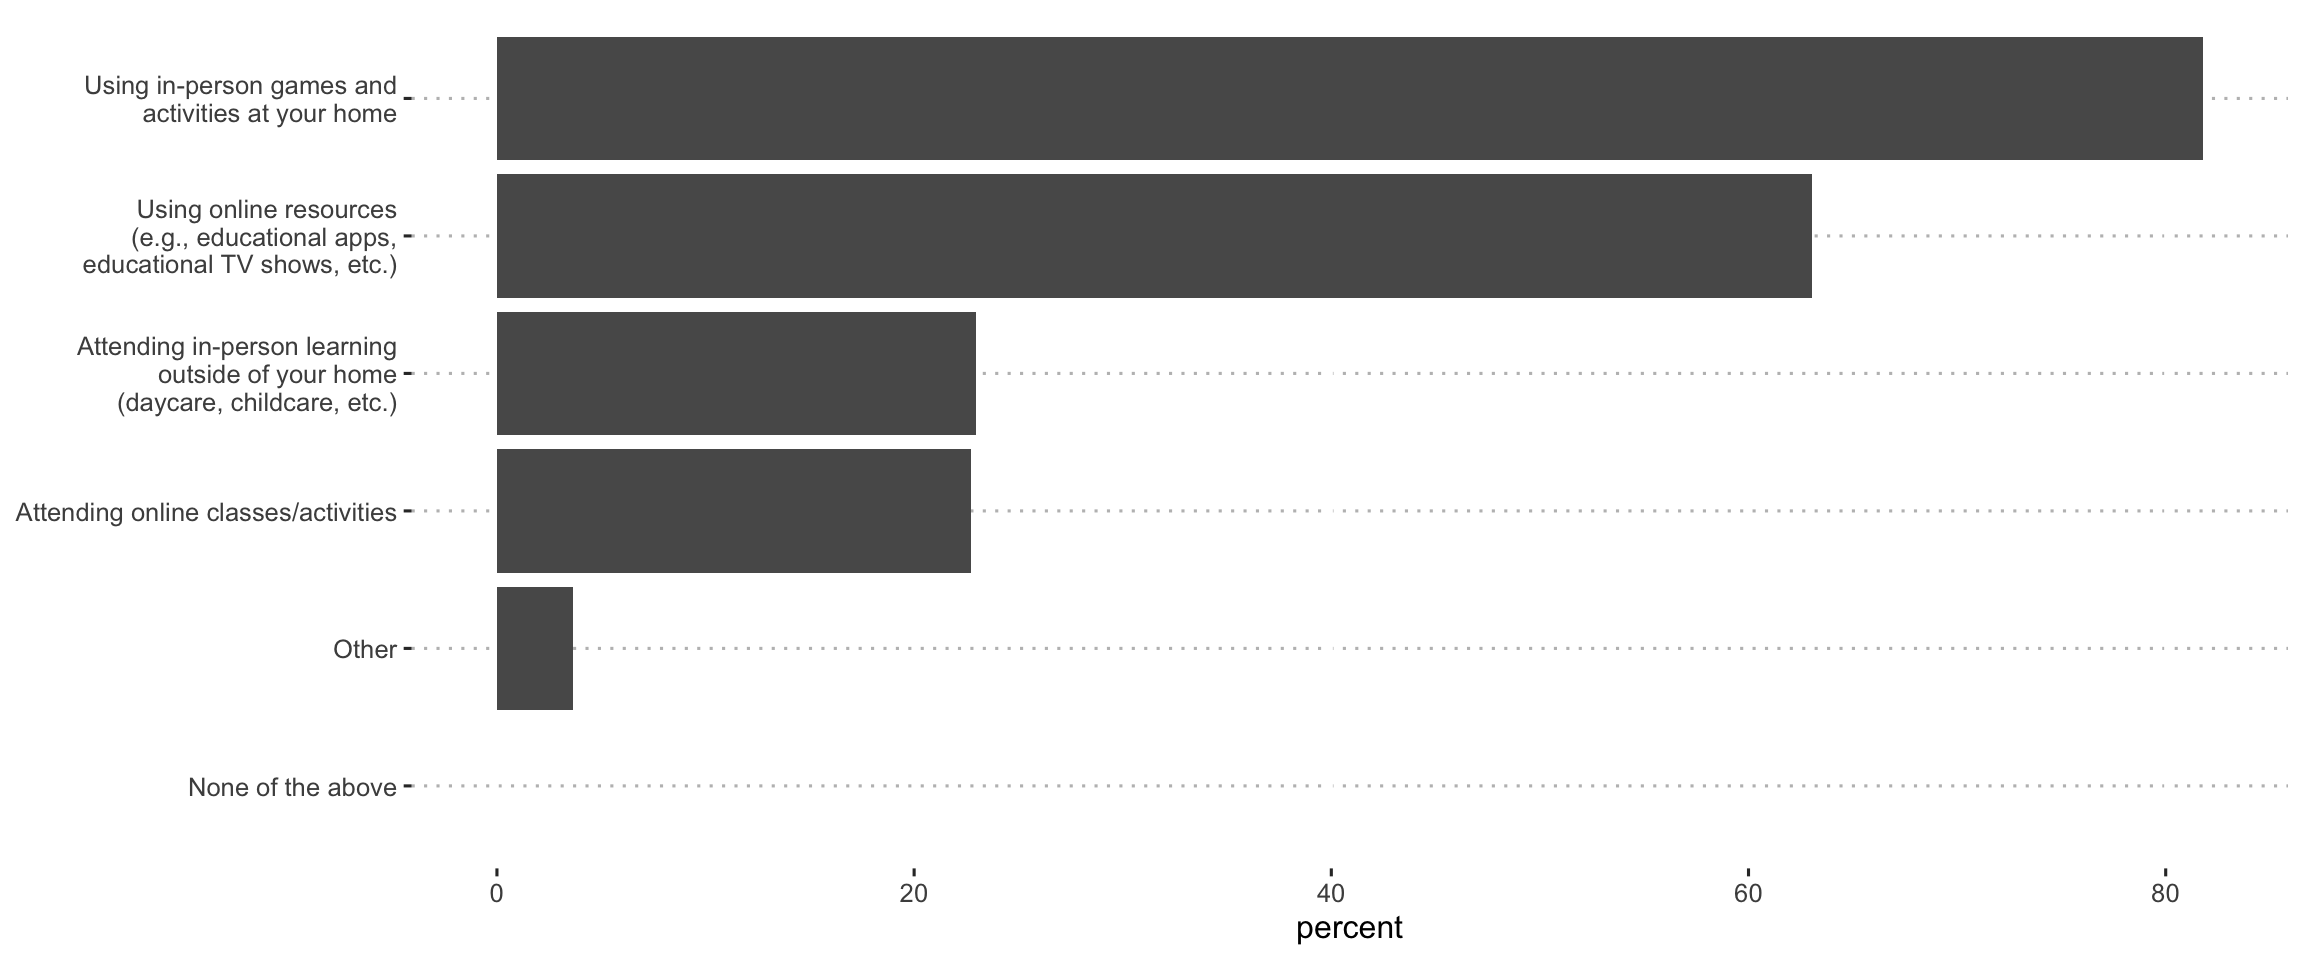 Using in-person games and
activities at your home
Using online resources
(e.g., educational apps,
educational TV shows, etc.)
Attending in-person learning
outside of your home
(daycare, childcare, etc.)
Attending online classes/activities
Other
None of the above
0 20 40 60 80
percent